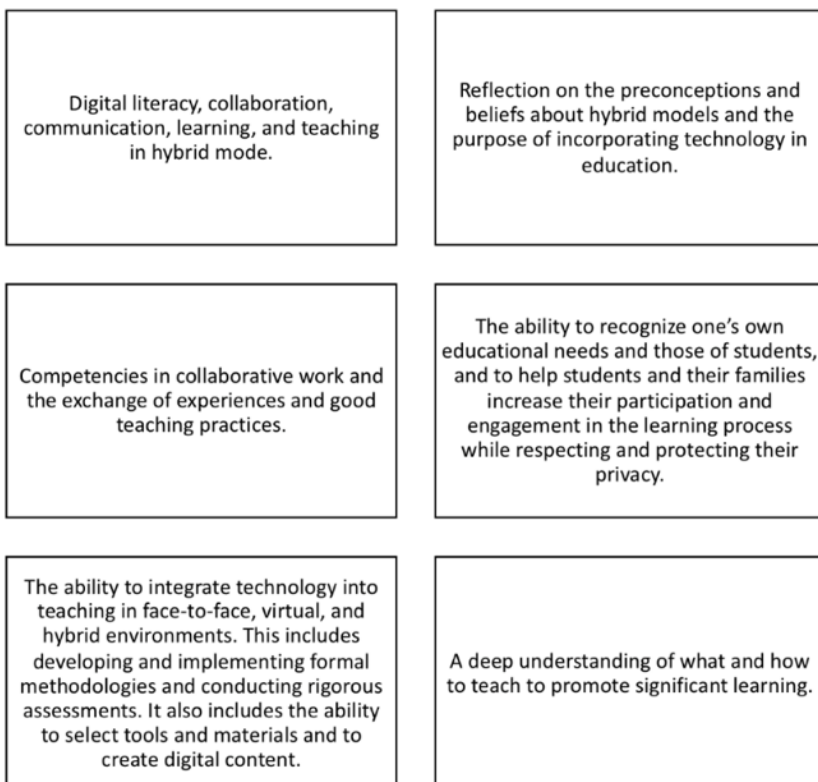 Digital literacy, collaboration,
communication, learning, and teaching
in hybrid mode.
Reflection on the preconceptions and
beliefs about hybrid models and the
purpose of incorporating technology in
education.
Competencies in collaborative work and
the exchange of experiences and good
teaching practices.
The ability to recognize one’s own
educational needs and those of students,
and to help students and their families
increase their participation and
engagement in the learning process
while respecting and protecting their
privacy.
The ability to integrate technology into
teaching in face-to-face, virtual, and
hybrid environments. This includes
developing and implementing formal
methodologies and conducting rigorous
assessments. It also includes the ability
to select tools and materials and to
create digital content.
A deep understanding of what and how
to teach to promote significant learning.